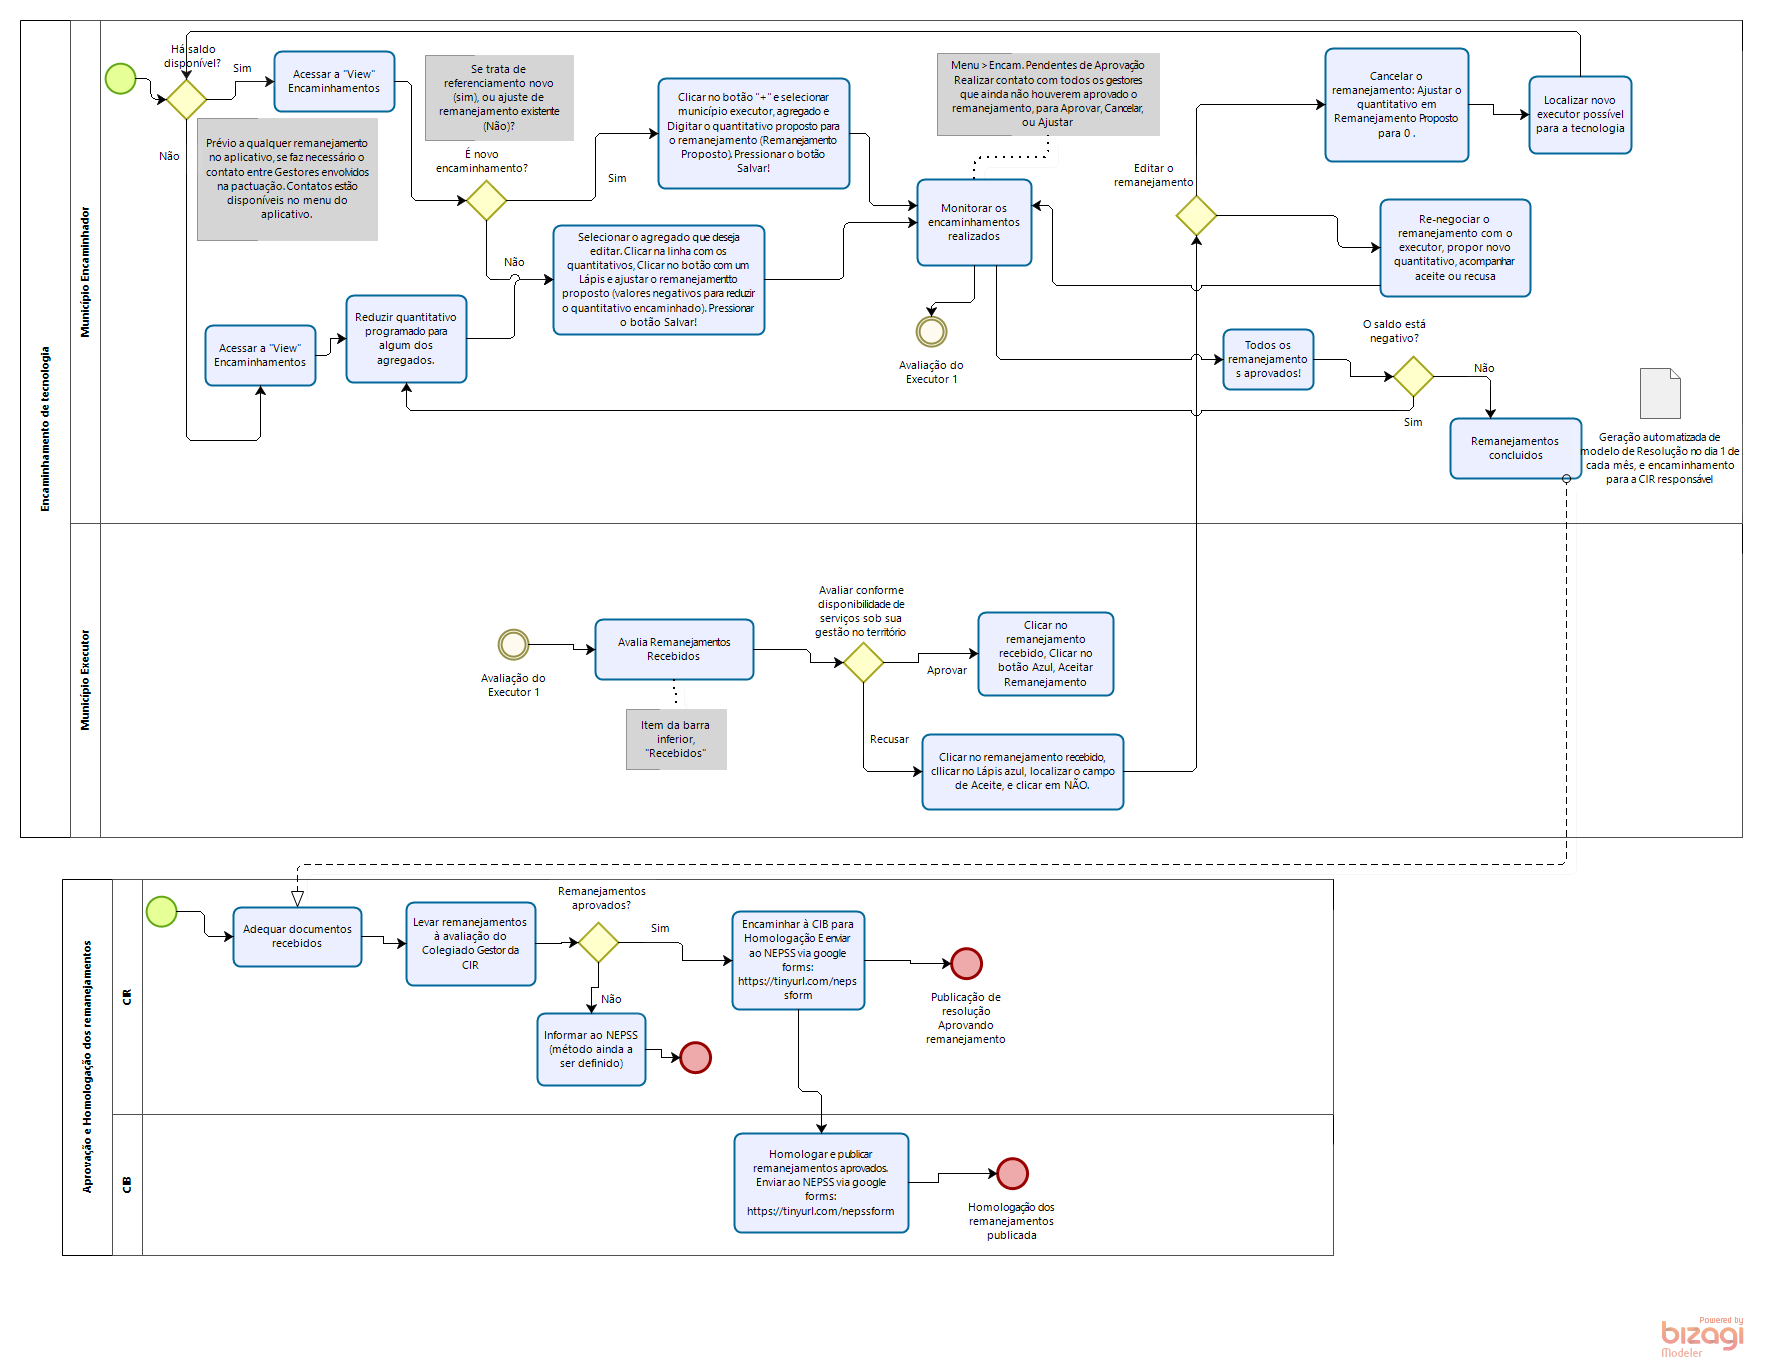 Encaminhamento de tecnologia
Município Encaminhador
Há saldo
disponível?
Sim
Não
Acessar a "View"
Encaminhamentos
Prévio a qualquer remanejamento
no aplicativo, se faz necessário o
contato entre Gestores envolvidos
na pactuação. Contatos estão
disponíveis no menu do
aplicativo.
Se trata de
referenciamento novo
(sim), ou ajuste de
remanejamento existente
(Não)?
É novo
encaminhamento?
Sim
Não
Clicar no botão "+" e selecionar
município executor, agregado e
Digitar o quantitativo proposto para
o remanejamento (Remanejamento
Proposto). Pressionar o botão
Salvar!
Selecionar o agregado que deseja
editar. Clicar na linha com os
quantitativos, Clicar no botão com um
Lápis e ajustar o remanejamentto
proposto (valores negativos para reduzir
o quantitativo encaminhado). Pressionar
o botão Salvar!
Acessar a "View"
Encaminhamentos
Reduzir quantitativo
programado para
algum dos
agregados.
Menu > Encam. Pendentes de Aprovação
Realizar contato com todos os gestores
que ainda não houverem aprovado o
remanejamento, para Aprovar, Cancelar,
ou Ajustar
Monitorar os
encaminhamentos
realizados
Avaliação do
Executor 1
Editar o
remanejamento
Cancelar o
remanejamento: Ajustar o
quantitativo em
Remanejamento Proposto
para 0 .
Localizar novo
executor possível
para a tecnologia
Re-negociar o
remanejamento com o
executor, propor novo
quantitativo, acompanhar
aceite ou recusa
Todos os
remanejamento
s aprovados!
O saldo está
negativo?
Não
Sim
Remanejamentos
concluidos
Geração automatizada de
modelo de Resolução no dia 1 de
cada mês, e encaminhamento
para a CIR responsável
Município Executor
Avaliação do
Executor 1
Avalia Remanejamentos
Recebidos
Item da barra
inferior,
"Recebidos"
Avaliar conforme
disponibilidade de
serviços sob sua
gestão no território
Aprovar
Recusar
Clicar no
remanejamento
recebido, Clicar no
botão Azul, Aceitar
Remanejamento
Clicar no remanejamento recebido,
cllicar no Lápis azul, localizar o campo
de Aceite, e clicar em NÃO.
Aprovação e Homologação dos remanejamentos
CIR
Adequar documentos
recebidos
Levar remanejamentos
à avaliação do
Colegiado Gestor da
CIR
Remanejamentos
aprovados?
Sim
Não
Encaminhar à CIB para
Homologação E enviar
ao NEPSS via google
forms:
https://tinyurl.com/neps
sform
Publicação de
resolução
Aprovando
remanejamento
Informar ao NEPSS
(método ainda a
ser definido)
CIB
Homologar e publicar
remanejamentos aprovados.
Enviar ao NEPSS via google
forms:
https://tinyurl.com/nepssform
Homologação dos
remanejamentos
publicada
Powered by
bizagi
Modeler